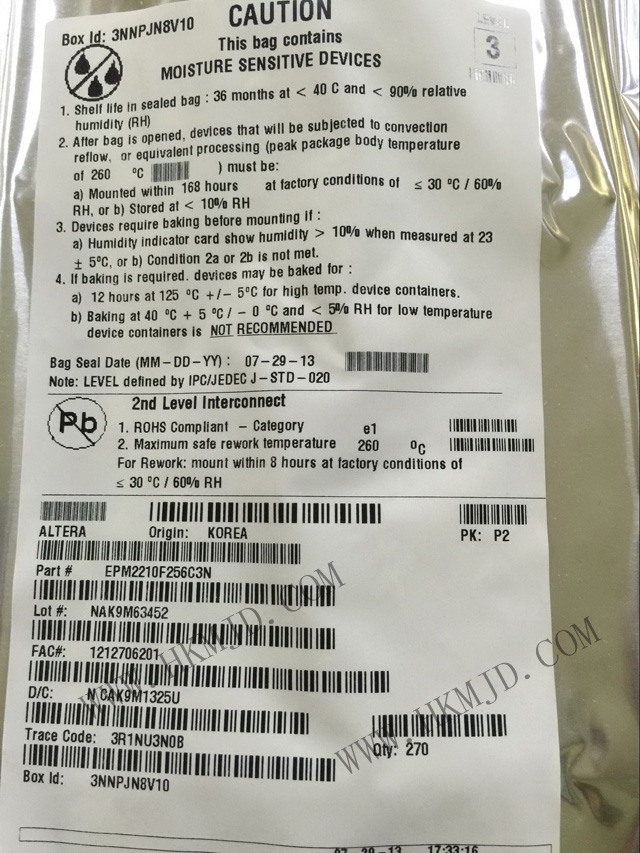 CAUTION
Box Id: 3NNPJN8V10
This bag contains
MOISTURE SENSITIVE DEVICES
LEVEL
3
1. Shelf life in sealed bag : 36 months at < 40 C and < 90% relative
humidity (RH)
2. After bag is opened, devices that will be subjected to convection
reflow, or equivalent processing (peak package body temperature
of 260 °C ) must be:
a) Mounted within 168 hours at factory conditions of ≤ 30 °C / 60%
RH, or b) Stored at < 10% RH
3. Devices require baking before mounting if :
a) Humidity indicator card show humidity > 10% when measured at 23
± 5°C, or b) Condition 2a or 2b is not met.
4. If baking is required. devices may be baked for :
a) 12 hours at 125 °C +/- 5°C for high temp. device containers.
b) Baking at 40 °C + 5 °C / - 0 °C and < 5% RH for low temperature
device containers is NOT RECOMMENDED
Bag Seal Date (MM-DD-YY) : 07-29-13
Note: LEVEL defined by IPC/JEDEC J-STD-020
Pb
2nd Level Interconnect
1. ROHS Compliant - Category e1
2. Maximum safe rework temperature 260 °C
For Rework: mount within 8 hours at factory conditions of
≤ 30 °C / 60% RH
ALTERA Origin: KOREA PK: P2
Part # EPM2210F256C3N
Lot #: NAK9M63452
FAC#: 1212706201
D/C: M CAK9M1325U
Trace Code: 3R1NU3N0B
Qty: 270
Box Id: 3NNPJN8V10
WWW.HKMJD.COM
WWW.HKMJD.COM
07-29-13 17:33:16